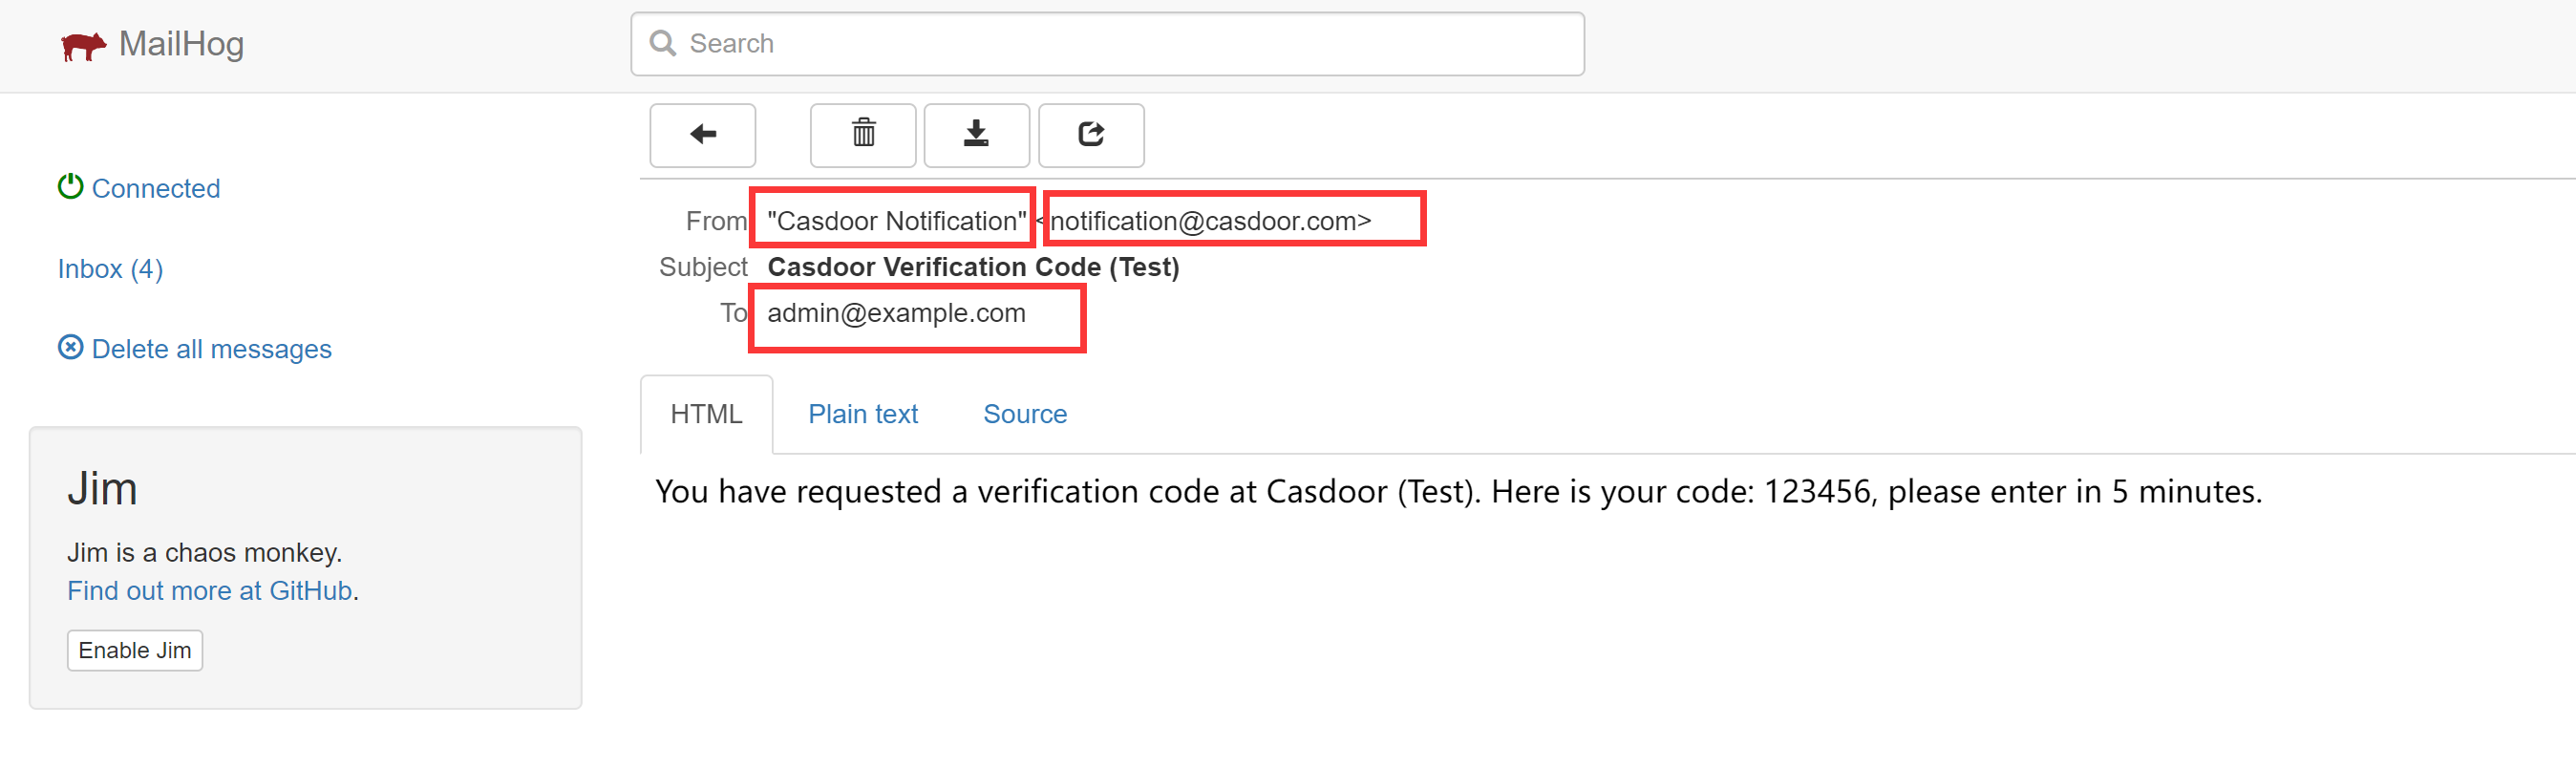 MailHog
Search
Connected
Inbox (4)
Delete all messages
Jim
Jim is a chaos monkey.
Find out more at GitHub.
Enable Jim
From "Casdoor Notification" <notification@casdoor.com>
Subject Casdoor Verification Code (Test)
To admin@example.com
HTML Plain text Source
You have requested a verification code at Casdoor (Test). Here is your code: 123456, please enter in 5 minutes.